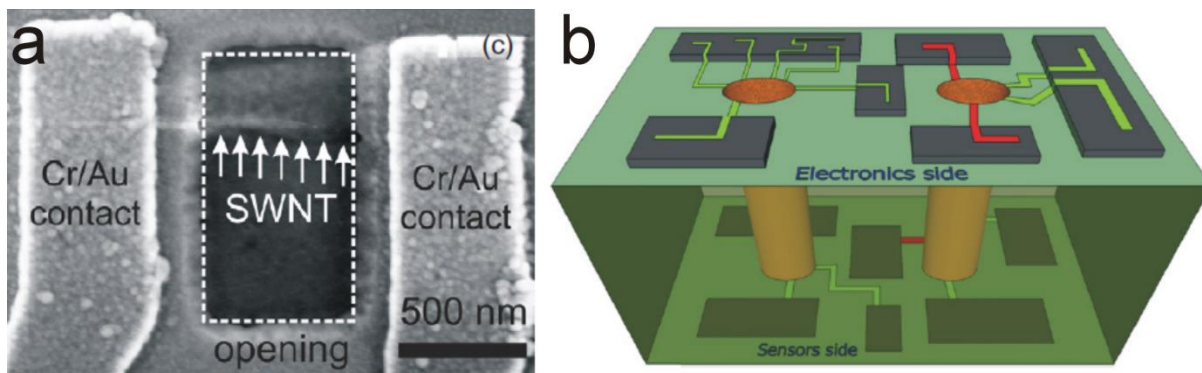 a
(c)
Cr/Au
contact
SWNT
Cr/Au
contact
500 nm
opening
b
Electronics side
Sensors side